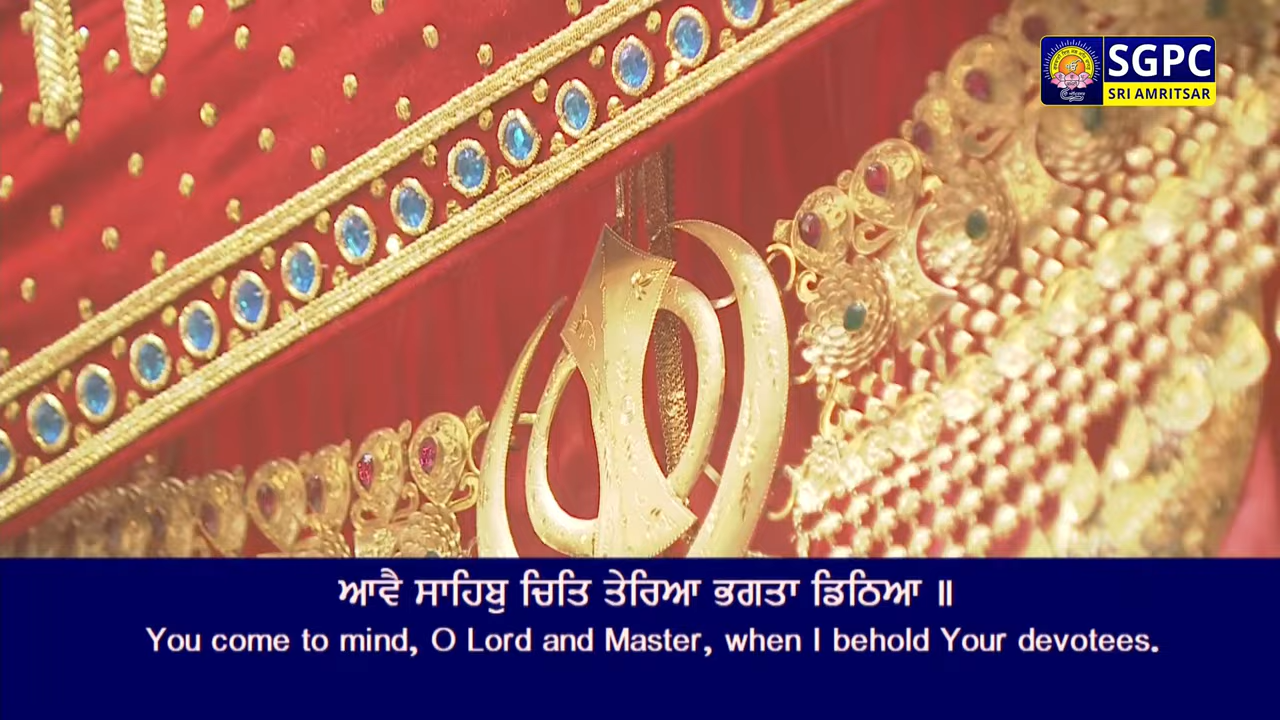 SGPC
SRI AMRITSAR
ਆਵੈ ਸਾਹਿਬੁ ਚਿਤਿ ਤੇਰਿਆ ਭਗਤਾ ਡਿਠਿਆ ॥
You come to mind, O Lord and Master, when I behold Your devotees.